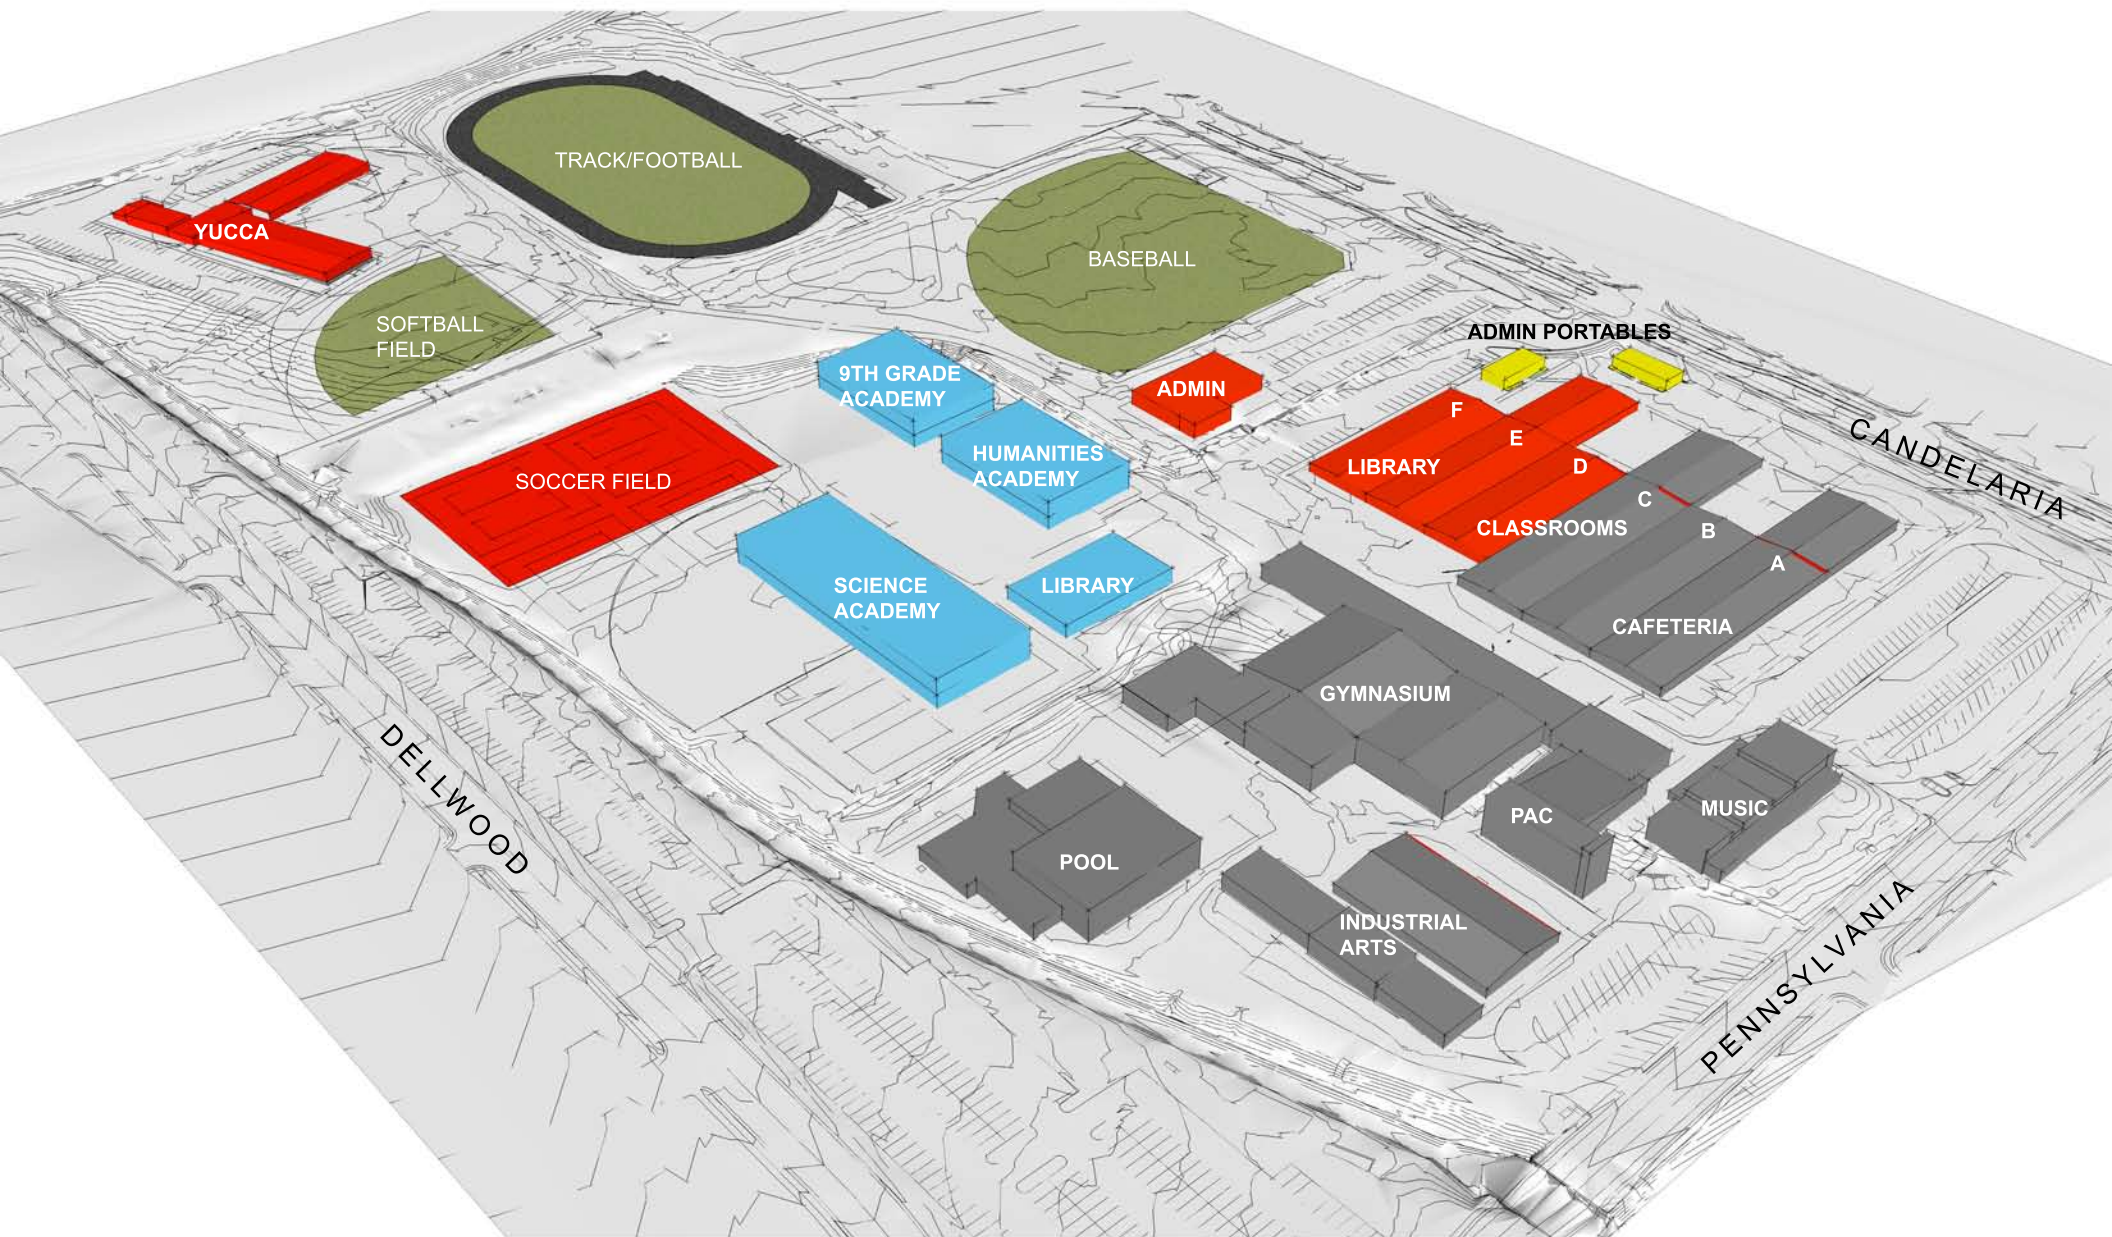 TRACK/FOOTBALL
YUCCA
BASEBALL
SOFTBALL
FIELD
ADMIN PORTABLES
9TH GRADE
ACADEMY
ADMIN
F
E
D
C
B
A
LIBRARY
CLASSROOMS
CAFETERIA
CANDELARIA
HUMANITIES
ACADEMY
SOCCER FIELD
SCIENCE
ACADEMY
LIBRARY
GYMNASIUM
DELLWOOD
PAC
MUSIC
POOL
INDUSTRIAL
ARTS
PENNSYLVANIA